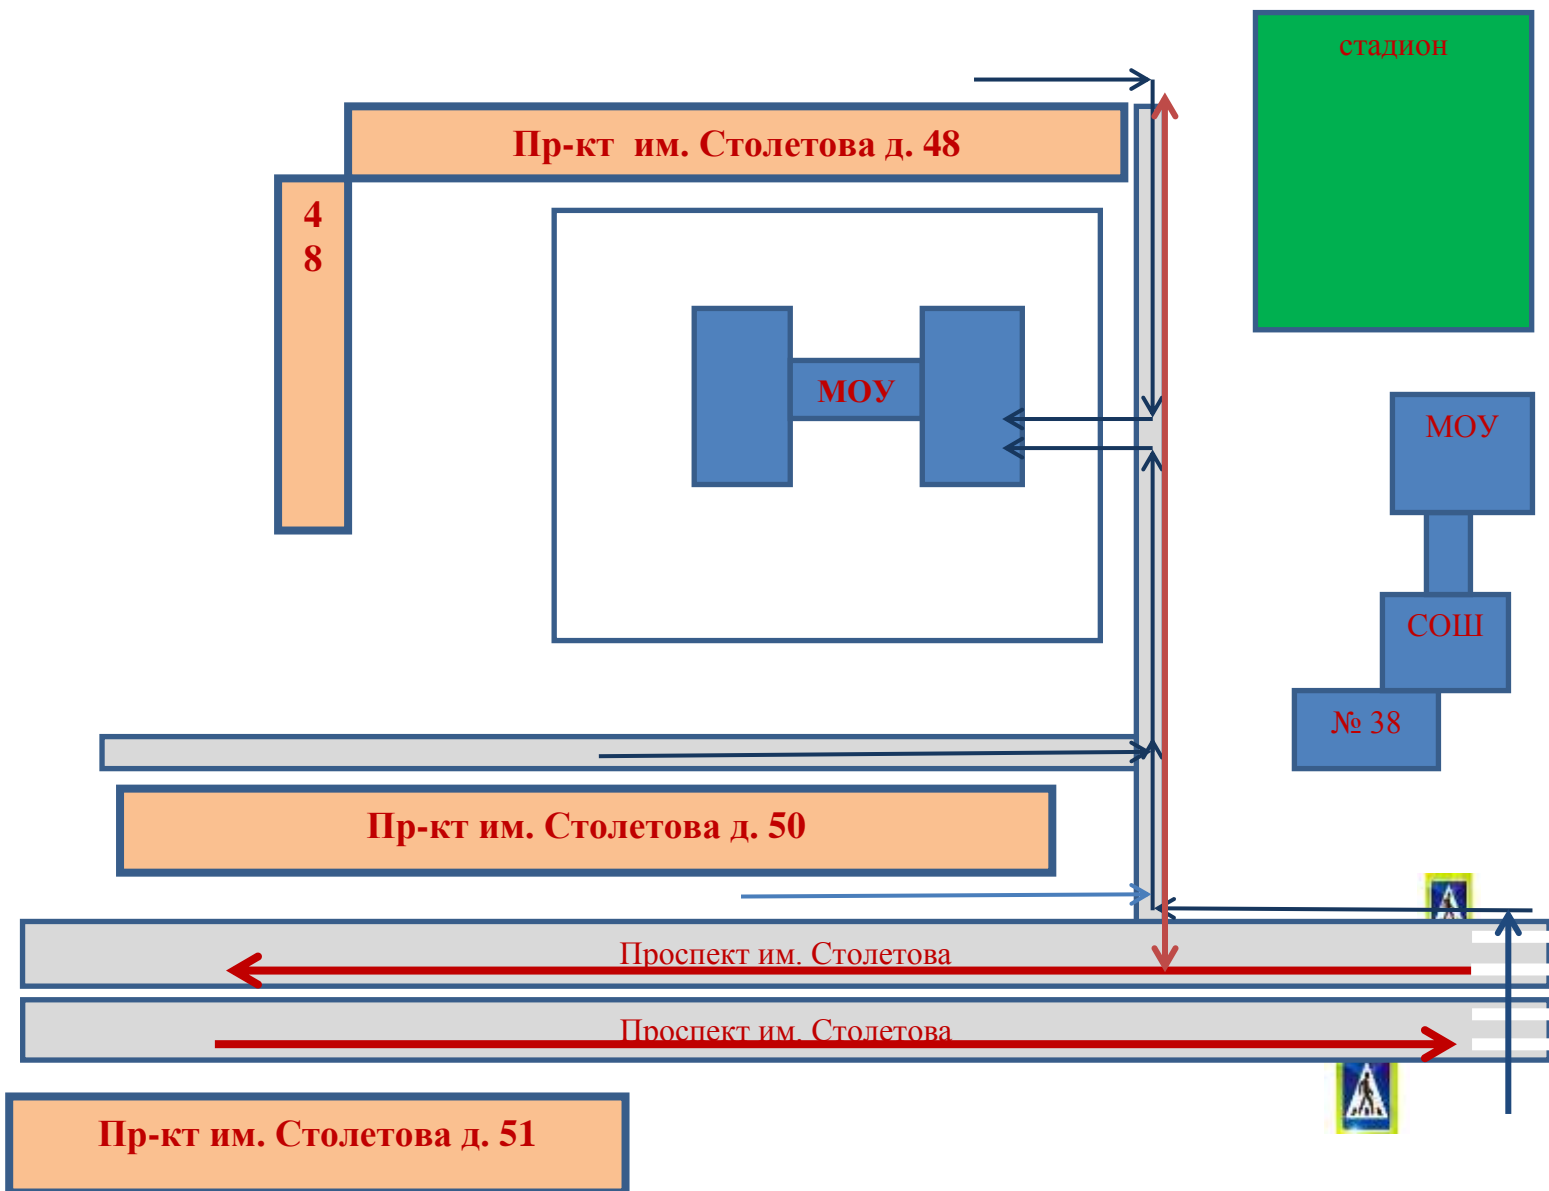 стадион
Пр-кт им. Столетова д. 48
4
8
МОУ
МОУ
СОШ
№ 38
Пр-кт им. Столетова д. 50
Проспект им. Столетова
Проспект им. Столетова
Пр-кт им. Столетова д. 51